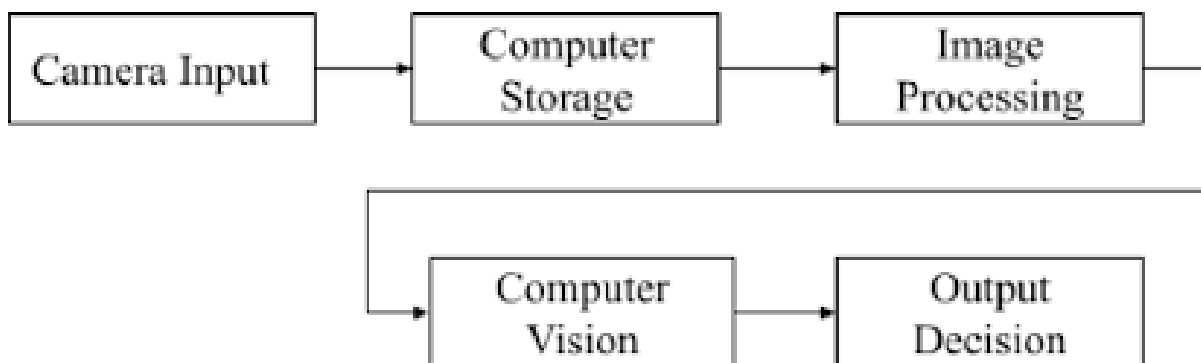 Camera Input
Computer
Storage
Image
Processing
Computer
Vision
Output
Decision